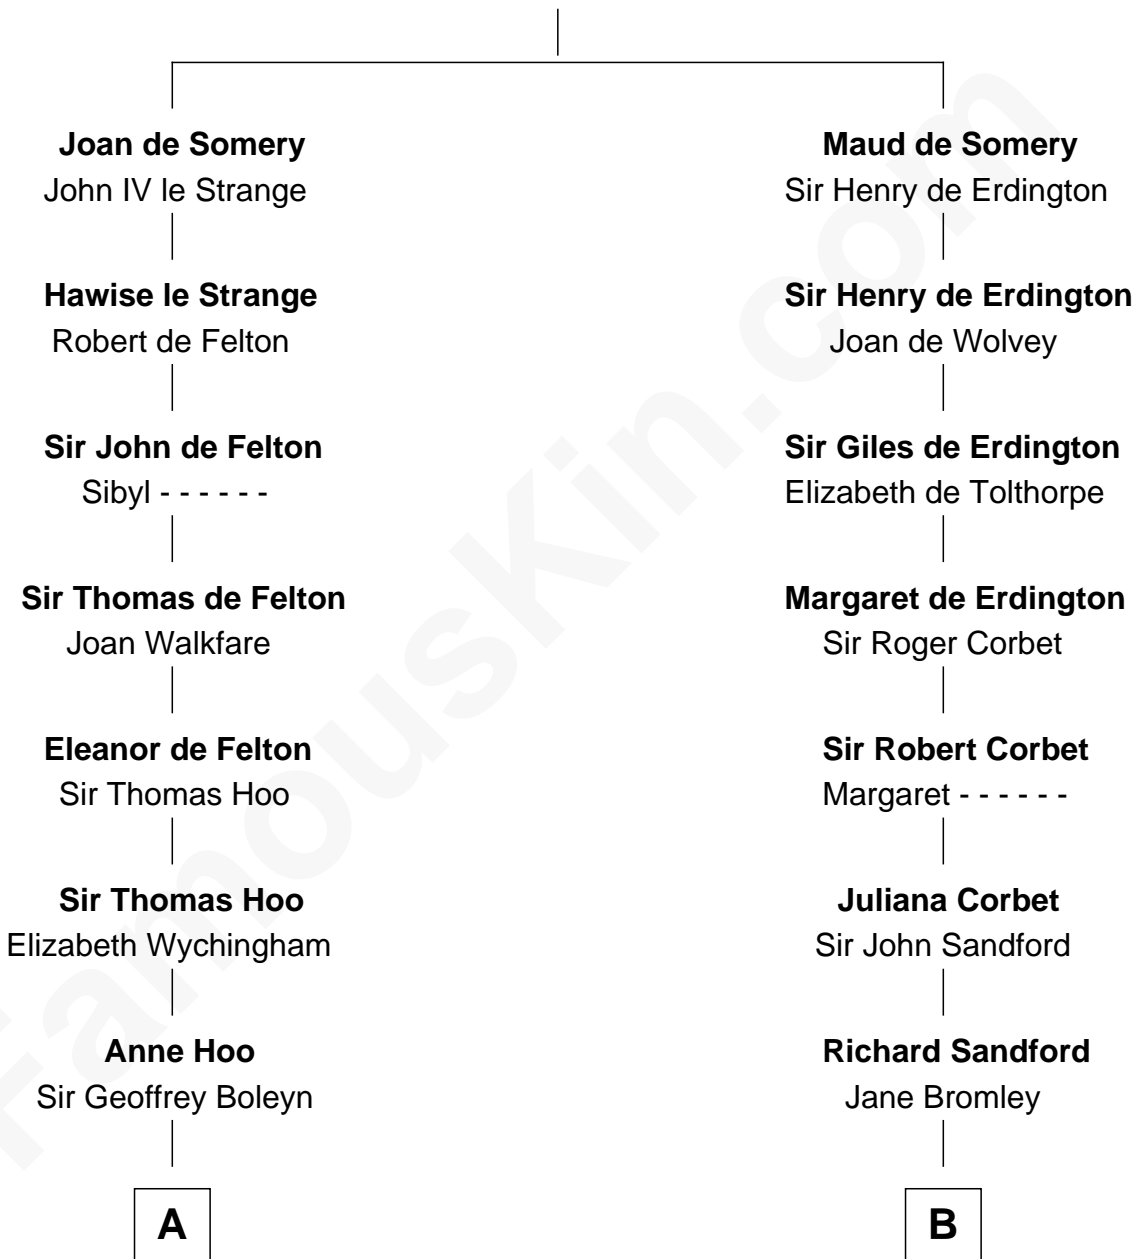 Joan de Somery
John IV le Strange
Hawise le Strange
Robert de Felton
Sir John de Felton
Sibyl - - - - - -
Sir Thomas de Felton
Joan Walkfare
Eleanor de Felton
Sir Thomas Hoo
Sir Thomas Hoo
Elizabeth Wychingham
Anne Hoo
Sir Geoffrey Boleyn
A
Maud de Somery
Sir Henry de Erdington
Sir Henry de Erdington
Joan de Wolvey
Sir Giles de Erdington
Elizabeth de Tolthorpe
Margaret de Erdington
Sir Roger Corbet
Sir Robert Corbet
Margaret - - - - - -
Juliana Corbet
Sir John Sandford
Richard Sandford
Jane Bromley
B
FamousKin.com